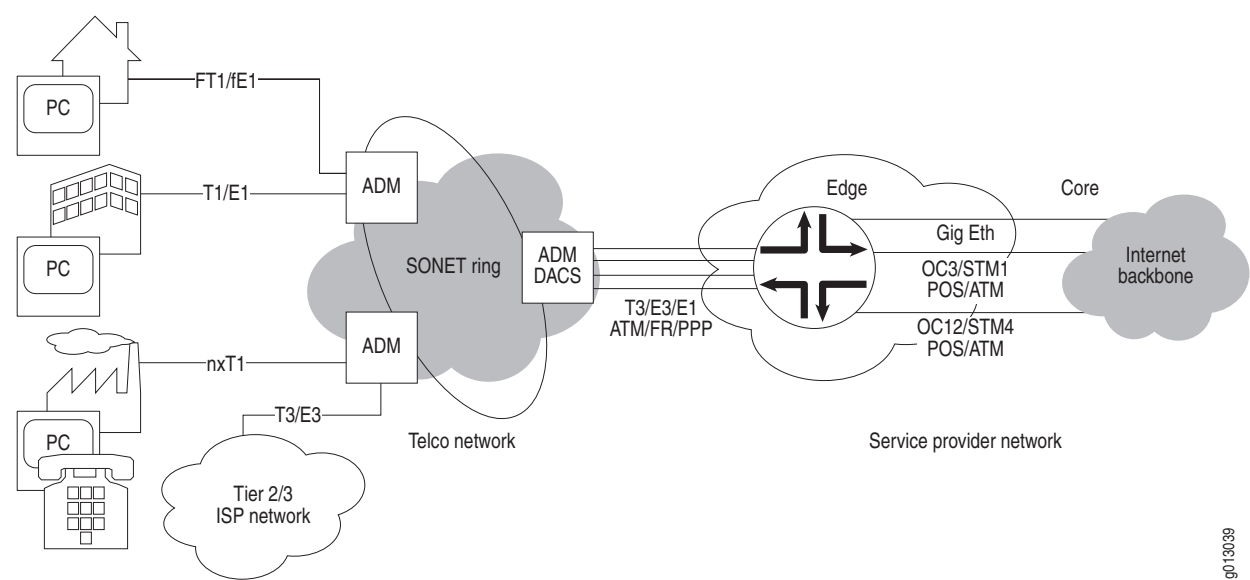 PC
FT1/fE1
PC
T1/E1
PC
nxT1
T3/E3
Tier 2/3
ISP network
ADM
SONET ring
ADM
ADM
DACS
Telco network
T3/E3/E1
ATM/FR/PPP
Edge
Core
Gig Eth
OC3/STM1
POS/ATM
OC12/STM4
POS/ATM
Internet
backbone
Service provider network
g013039